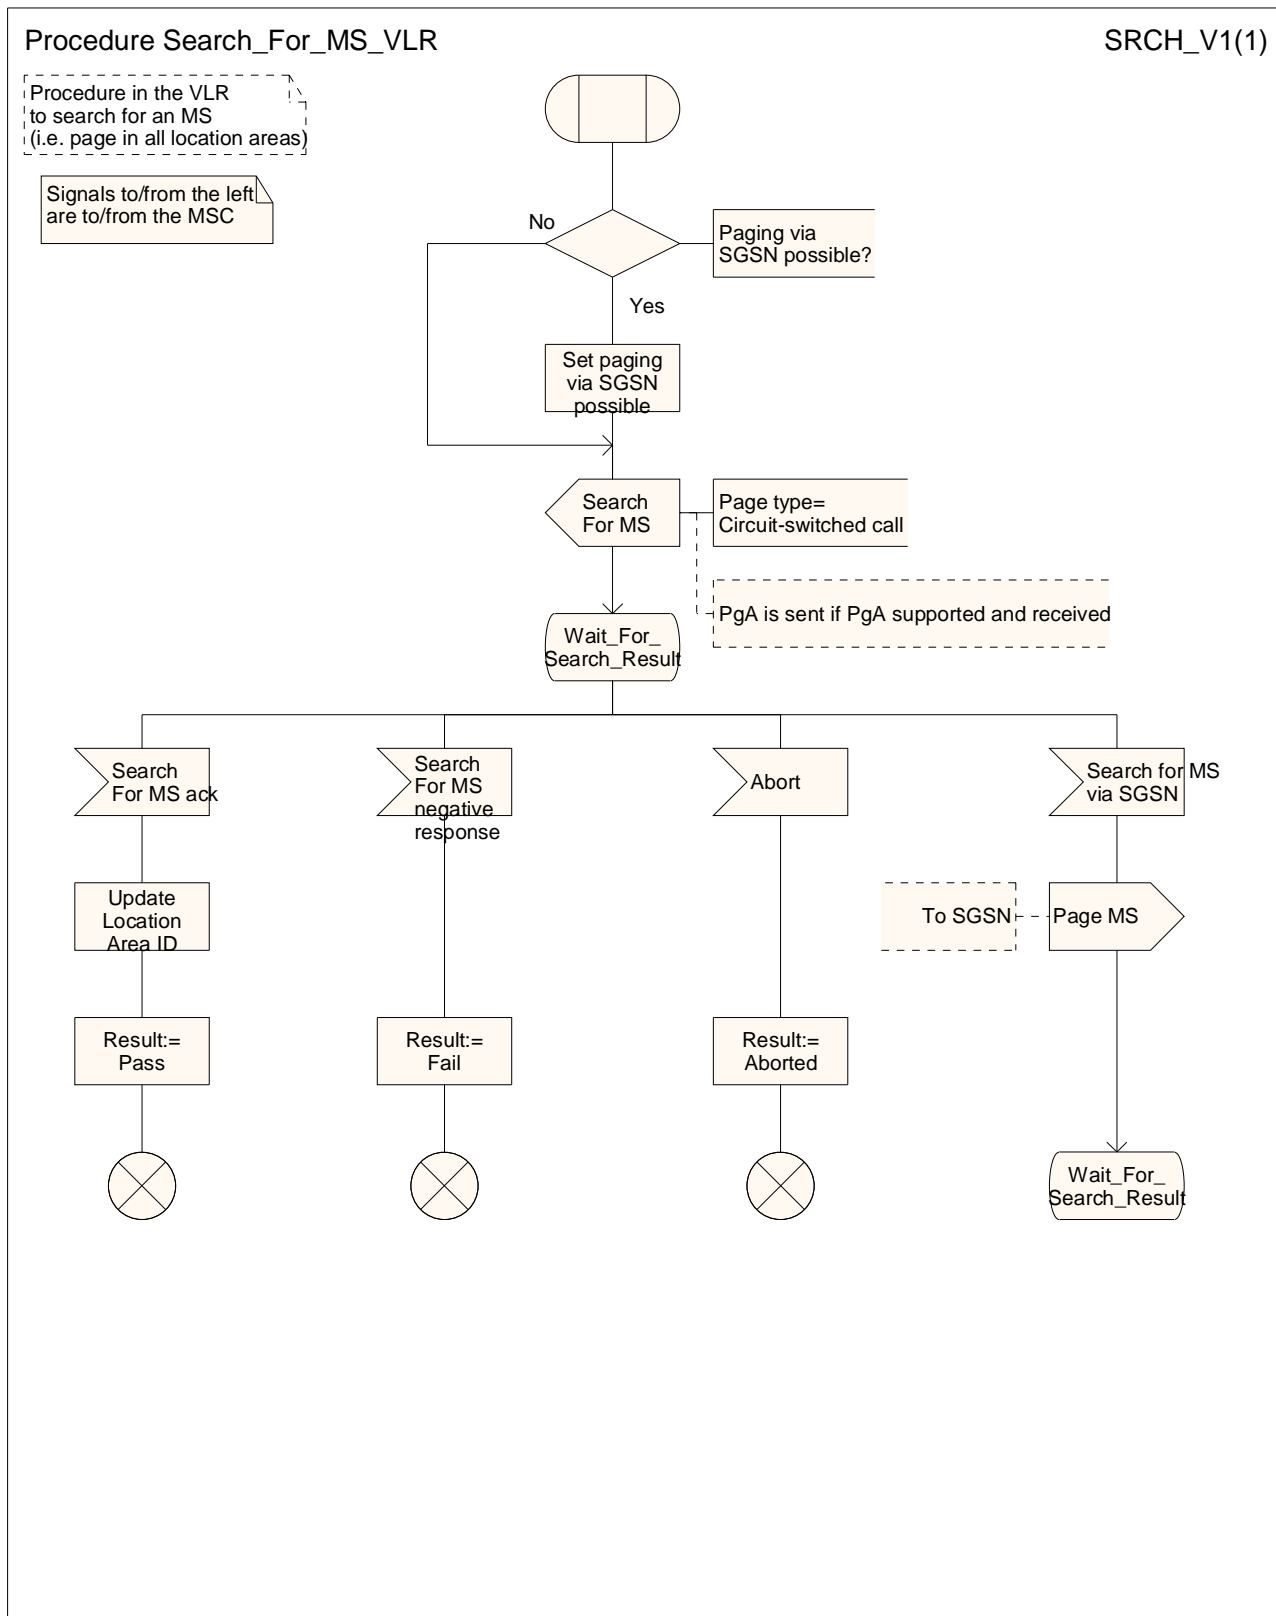 Procedure Search_For_MS_VLR
SRCH_V1(1)
Procedure in the VLR
to search for an MS
(i.e. page in all location areas)
Signals to/from the left
are to/from the MSC
No
Paging via
SGSN possible?
Yes
Set paging
via SGSN
possible
Search
For MS
Page type=
Circuit-switched call
PgA is sent if PgA supported and received
Wait_For_
Search_Result
Search
For MS ack
Search
For MS
negative
response
Abort
Search for MS
via SGSN
Update
Location
Area ID
To SGSN
Page MS
Result:=
Pass
Result:=
Fail
Result:=
Aborted
Wait_For_
Search_Result